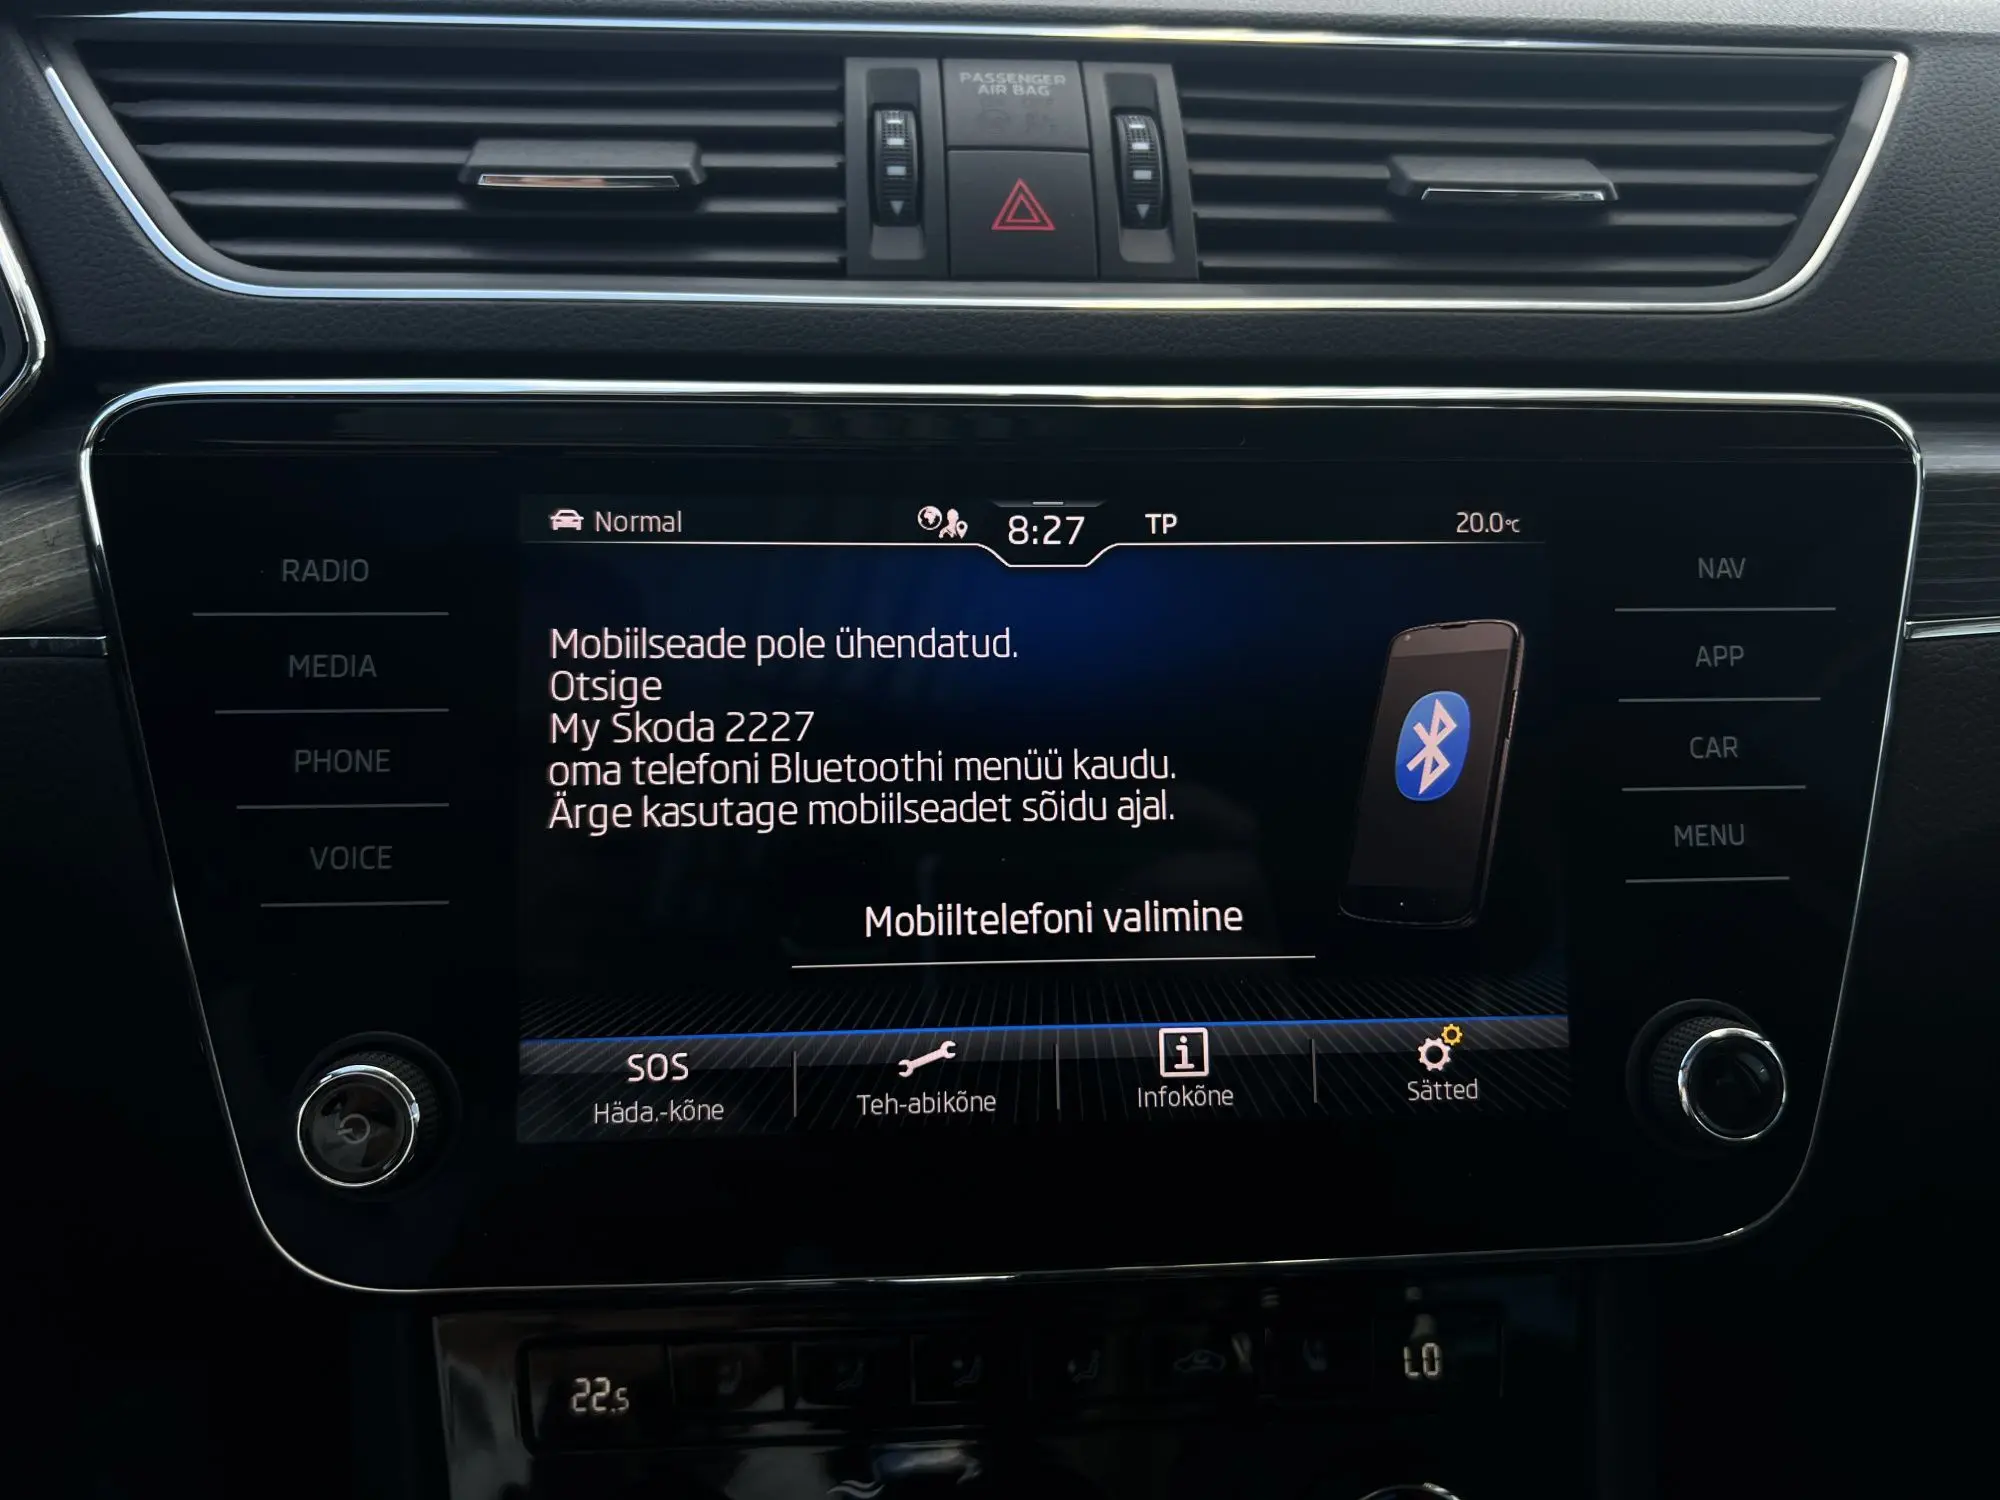 PASSENGER
AIR BAG
Normal
8:27
TP
20.0°C
RADIO
MEDIA
PHONE
VOICE
NAV
APP
CAR
MENU
Mobiilseade pole ühendatud.
Otsige
My Skoda 2227
oma telefoni Bluetoothi menüü kaudu.
Ärge kasutage mobiilseadet sõidu ajal.
Mobiiltelefoni valimine
SOS
Häda.-kõne
Teh-abikõne
Infokõne
Sätted
22.5
LO